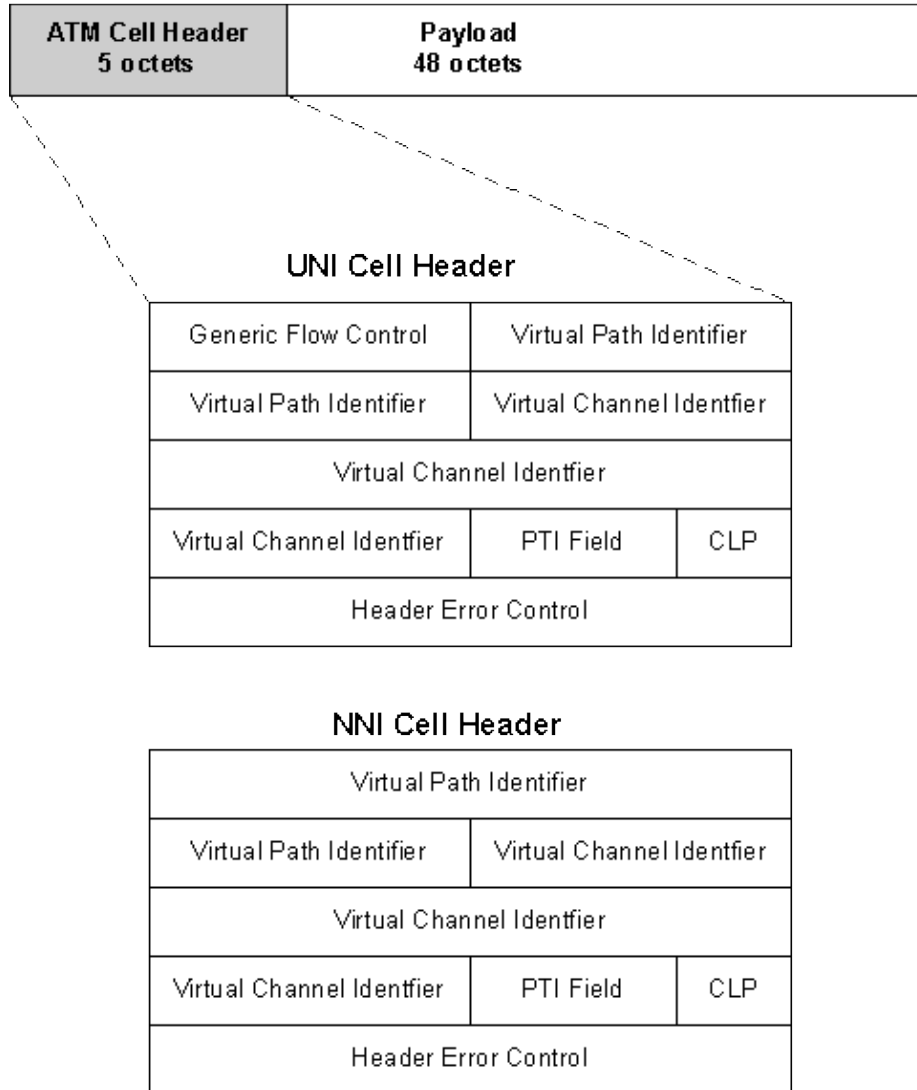 ATM Cell Header
5 octets
Payload
48 octets
UNI Cell Header
Generic Flow Control
Virtual Path Identifier
Virtual Path Identifier
Virtual Channel Identfier
Virtual Channel Identfier
Virtual Channel Identfier
PTI Field
CLP
Header Error Control
NNI Cell Header
Virtual Path Identifier
Virtual Path Identifier
Virtual Channel Identfier
Virtual Channel Identfier
Virtual Channel Identfier
PTI Field
CLP
Header Error Control